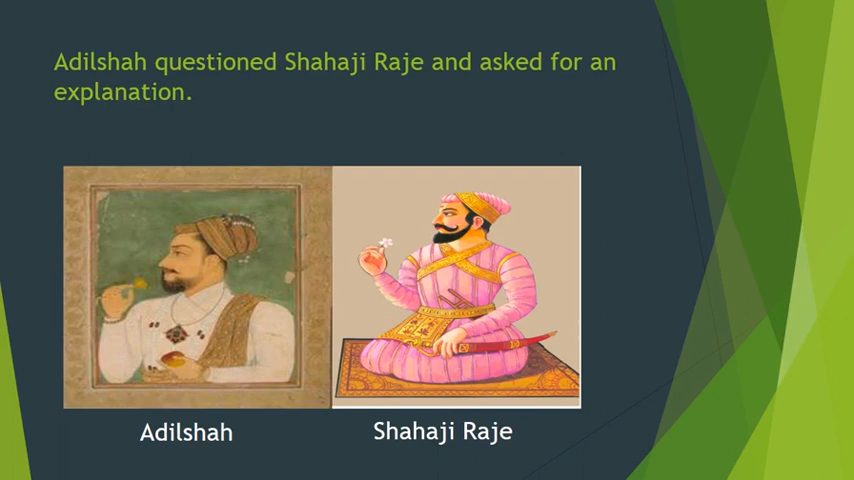 Adilshah questioned Shahaji Raje and asked for an
explanation.
Adilshah
Shahaji Raje